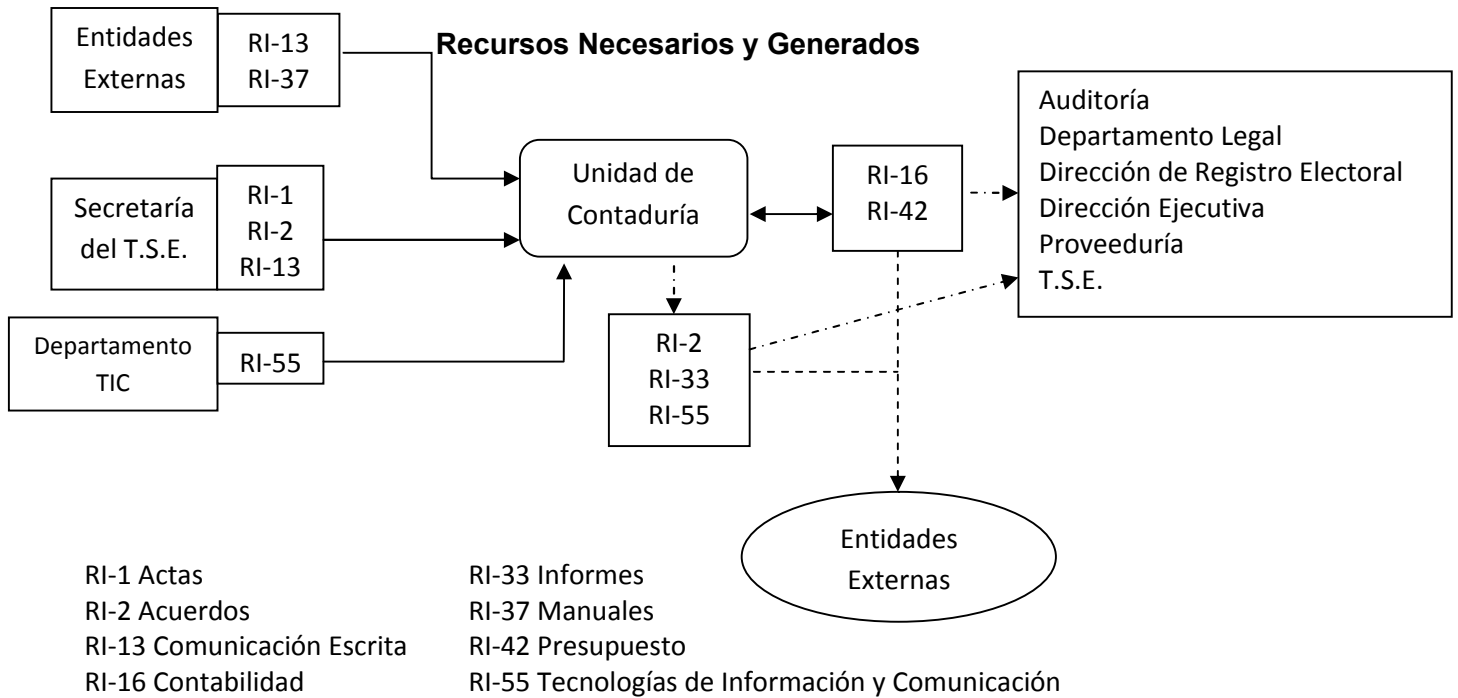 Recursos Necesarios y Generados
Entidades
Externas
RI-13
RI-37
Secretaría
del T.S.E.
RI-1
RI-2
RI-13
Departamento
TIC
RI-55
Unidad de
Contaduría
RI-16
RI-42
RI-2
RI-33
RI-55
Auditoría
Departamento Legal
Dirección de Registro Electoral
Dirección Ejecutiva
Proveeduría
T.S.E.
Entidades
Externas
RI-1 Actas
RI-2 Acuerdos
RI-13 Comunicación Escrita
RI-16 Contabilidad
RI-33 Informes
RI-37 Manuales
RI-42 Presupuesto
RI-55 Tecnologías de Información y Comunicación